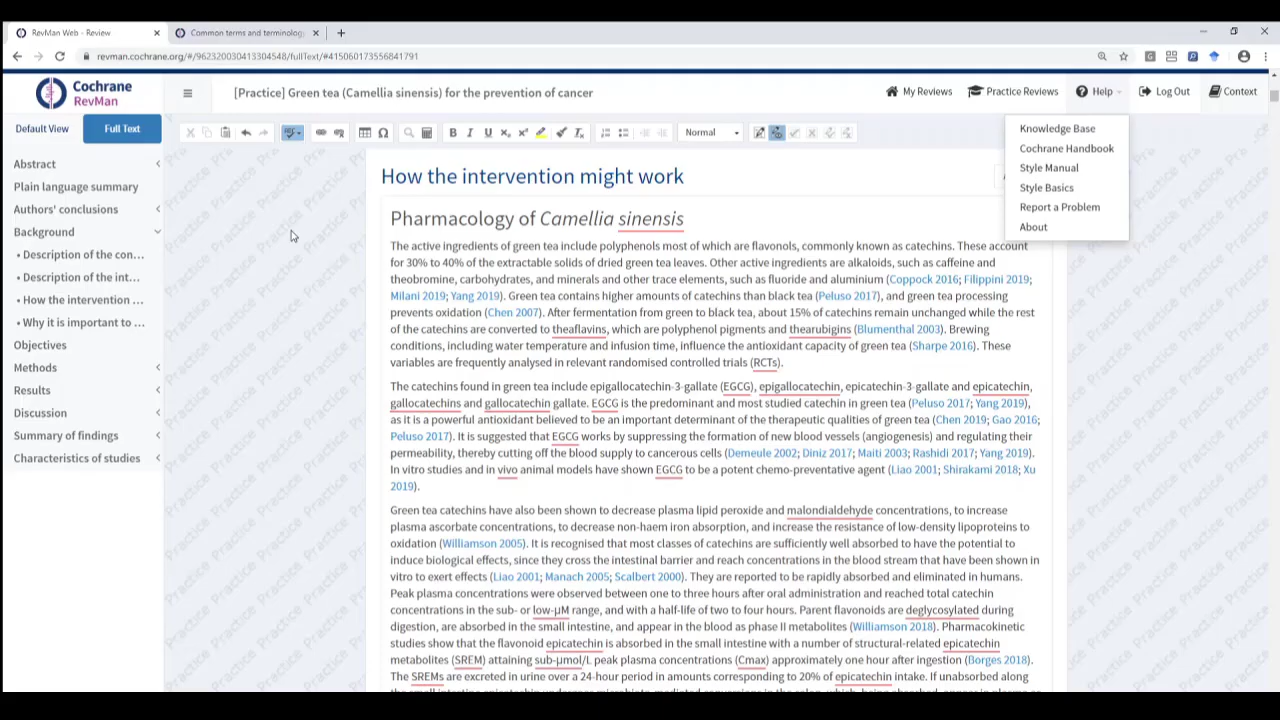 RevMan Web - Review
Common terms and terminolog
revman.cochrane.org/#/962320030413304548/fullText/#415060173556841791
Cochrane
RevMan
[Practice] Green tea (Camellia sinensis) for the prevention of cancer
My Reviews
Practice Reviews
Help
Log Out
Context
Default View
Full Text
Normal
Knowledge Base
Cochrane Handbook
Style Manual
Style Basics
Report a Problem
About
Abstract
Plain language summary
Authors' conclusions
Background
• Description of the con...
• Description of the int...
• How the intervention ...
• Why it is important to ...
Objectives
Methods
Results
Discussion
Summary of findings
Characteristics of studies
How the intervention might work
Pharmacology of Camellia sinensis
The active ingredients of green tea include polyphenols most of which are flavonols, commonly known as catechins. These account
for 30% to 40% of the extractable solids of dried green tea leaves. Other active ingredients are alkaloids, such as caffeine and
theobromine, carbohydrates, and minerals and other trace elements, such as fluoride and aluminium (Coppock 2016; Filippini 2019;
Milani 2019; Yang 2019). Green tea contains higher amounts of catechins than black tea (Peluso 2017), and green tea processing
prevents oxidation (Chen 2007). After fermentation from green to black tea, about 15% of catechins remain unchanged while the rest
of the catechins are converted to theaflavins, which are polyphenol pigments and thearubigins (Blumenthal 2003). Brewing
conditions, including water temperature and infusion time, influence the antioxidant capacity of green tea (Sharpe 2016). These
variables are frequently analysed in relevant randomised controlled trials (RCTs).
The catechins found in green tea include epigallocatechin-3-gallate (EGCG), epigallocatechin, epicatechin-3-gallate and epicatechin,
gallocatechins and gallocatechin gallate. EGCG is the predominant and most studied catechin in green tea (Peluso 2017; Yang 2019),
as it is a powerful antioxidant believed to be an important determinant of the therapeutic qualities of green tea (Chen 2019; Gao 2016;
Peluso 2017). It is suggested that EGCG works by suppressing the formation of new blood vessels (angiogenesis) and regulating their
permeability, thereby cutting off the blood supply to cancerous cells (Demeule 2002; Diniz 2017; Maiti 2003; Rashidi 2017; Yang 2019).
In vitro studies and in vivo animal models have shown EGCG to be a potent chemo-preventative agent (Liao 2001; Shirakami 2018; Xu
2019).
Green tea catechins have also been shown to decrease plasma lipid peroxide and malondialdehyde concentrations, to increase
plasma ascorbate concentrations, to decrease non-haem iron absorption, and increase the resistance of low-density lipoproteins to
oxidation (Williamson 2005). It is recognised that most classes of catechins are sufficiently well absorbed to have the potential to
induce biological effects, since they cross the intestinal barrier and reach concentrations in the blood stream that have been shown in
vitro to exert effects (Liao 2001; Manach 2005; Scalbert 2000). They are reported to be rapidly absorbed and eliminated in humans.
Peak plasma concentrations were observed between one to three hours after oral administration and reached total catechin
concentrations in the sub- or low-µM range, and with a half-life of two to four hours. Parent flavonoids are deglycosylated during
digestion, are absorbed in the small intestine, and appear in the blood as phase II metabolites (Williamson 2018). Pharmacokinetic
studies show that the flavonoid epicatechin is absorbed in the small intestine with a number of structural-related epicatechin
metabolites (SREM) attaining sub-µmol/L peak plasma concentrations (Cmax) approximately one hour after ingestion (Borges 2018).
The SREMs are excreted in urine over a 24-hour period in amounts corresponding to 20% of epicatechin intake. If unabsorbed along